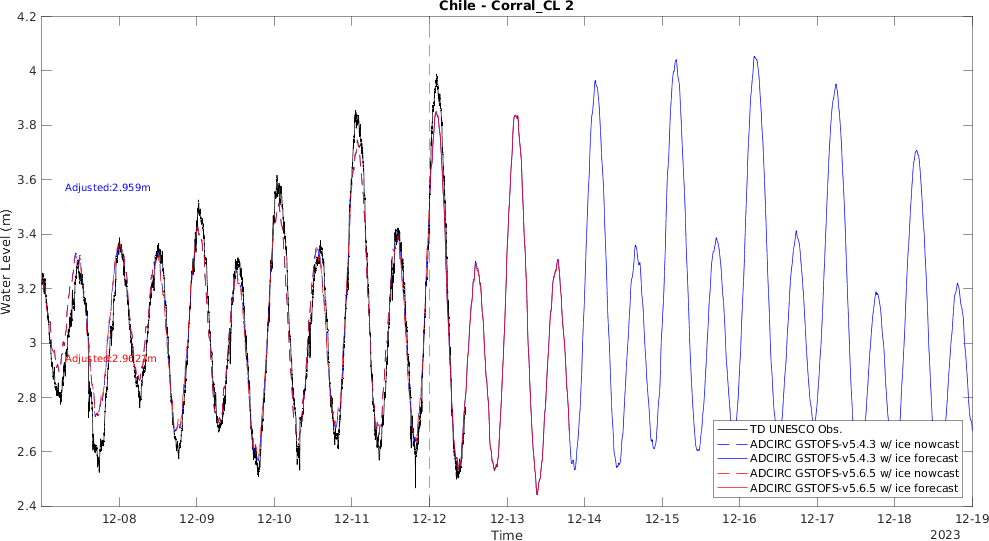 Chile - Corral_CL 2
4.2
4
3.8
3.6
3.4
3.2
3
2.8
2.6
2.4
Water Level (m)
Adjusted:2.959m
Adjusted:2.9627m
TD UNESCO Obs.
ADCIRC GSTOFS-v5.4.3 w/ ice nowcast
ADCIRC GSTOFS-v5.4.3 w/ ice forecast
ADCIRC GSTOFS-v5.6.5 w/ ice nowcast
ADCIRC GSTOFS-v5.6.5 w/ ice forecast
12-08 12-09 12-10 12-11 12-12 12-13 12-14 12-15 12-16 12-17 12-18 12-19
Time
2023